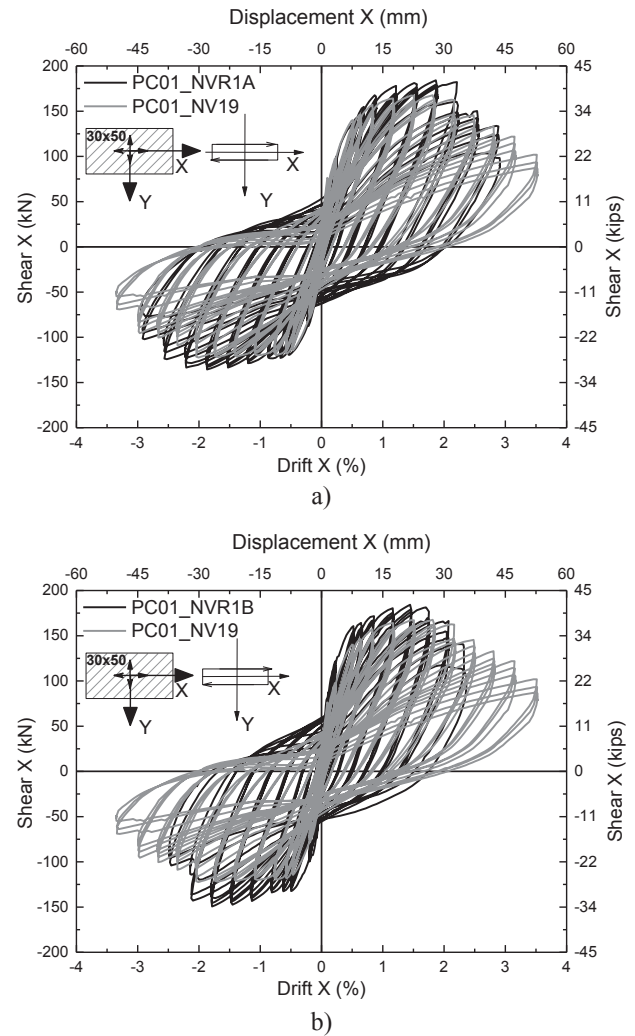 Displacement X (mm)
-60 -45 -30 -15 0 15 30 45 60
200 45
PC01_NVR1A
150 34
PC01_NV19
30x50
X X
100 22
Y Y
50 11
0 0
-50 -11
-100 -22
-150 -34
-200 -45
Shear X (kN)
Shear X (kips)
-4 -3 -2 -1 0 1 2 3 4
Drift X (%)
a)
Displacement X (mm)
-60 -45 -30 -15 0 15 30 45 60
200 45
PC01_NVR1B
150 34
PC01_NV19
30x50
X X
100 22
Y Y
50 11
0 0
-50 -11
-100 -22
-150 -34
-200 -45
Shear X (kN)
Shear X (kips)
-4 -3 -2 -1 0 1 2 3 4
Drift X (%)
b)